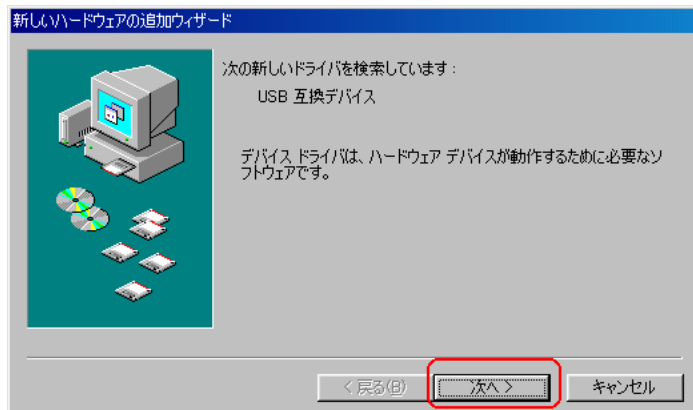 新しいハードウェアの追加ウィザード
次の新しいドライバを検索しています：
USB 互換デバイス
デバイス ドライバは、ハードウェア デバイスが動作するために必要なソ
フトウェアです。
< 戻る(B)
次へ >
キャンセル